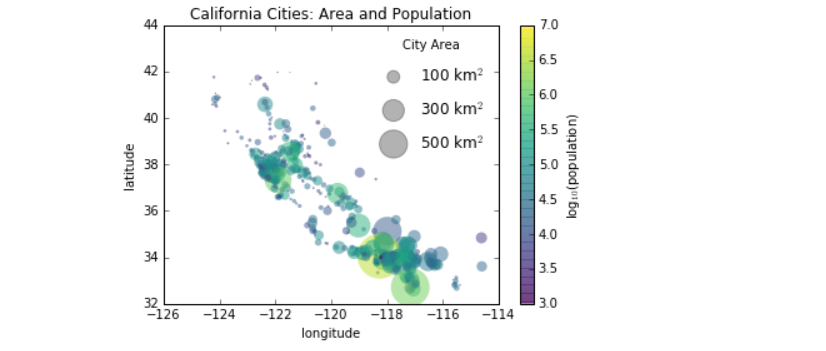 California Cities: Area and Population
44
42
40
38
36
34
32
latitude
−126
−124
−122
−120
−118
−116
−114
longitude
City Area
100 km²
300 km²
500 km²
7.0
6.5
6.0
5.5
5.0
4.5
4.0
3.5
3.0
log₁₀(population)